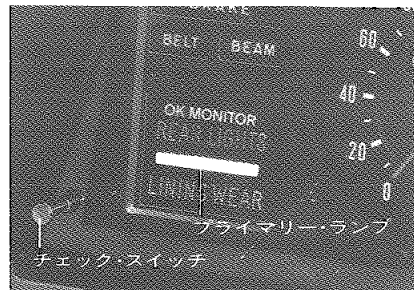 BRAKE
BELT BEAM
60
40
OK MONITOR
REAR LIGHTS
20
LINING WEAR
0
プライマリー・ランプ
チェック・スイッチ